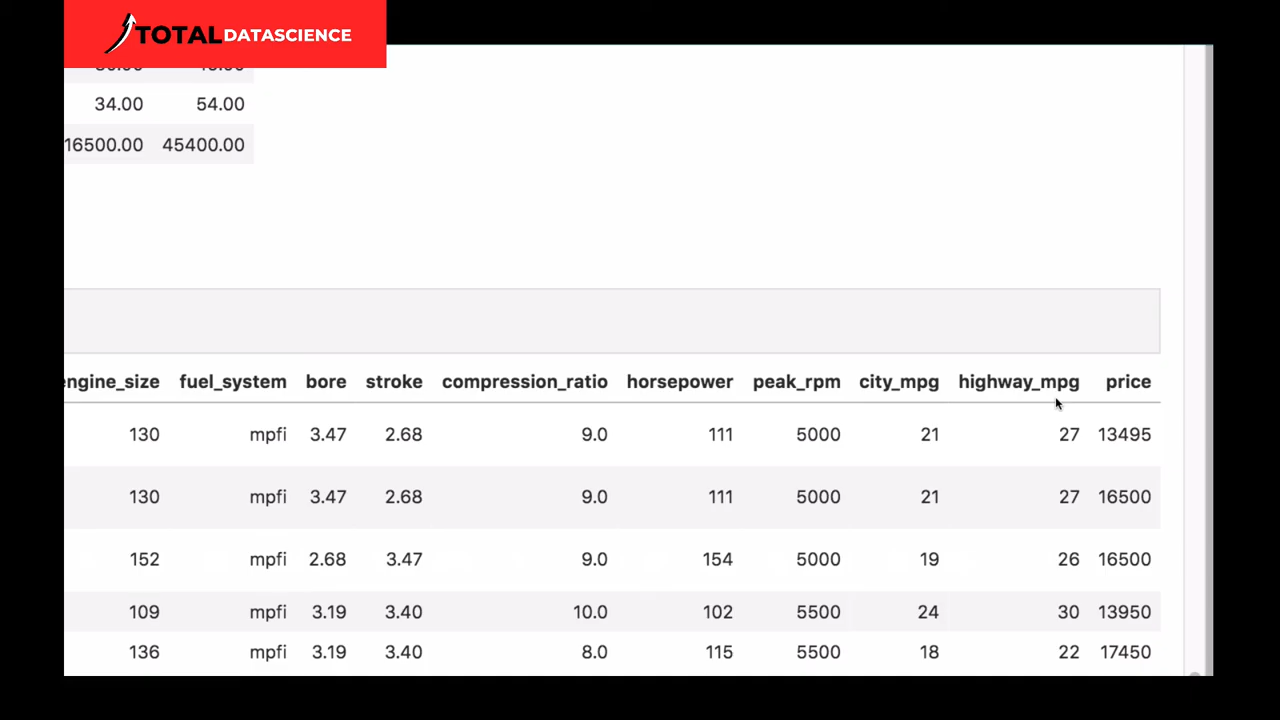 TOTAL DATASCIENCE
34.00 54.00
16500.00 45400.00
engine_size fuel_system bore stroke compression_ratio horsepower peak_rpm city_mpg highway_mpg price
130 mpfi 3.47 2.68 9.0 111 5000 21 27 13495
130 mpfi 3.47 2.68 9.0 111 5000 21 27 16500
152 mpfi 2.68 3.47 9.0 154 5000 19 26 16500
109 mpfi 3.19 3.40 10.0 102 5500 24 30 13950
136 mpfi 3.19 3.40 8.0 115 5500 18 22 17450